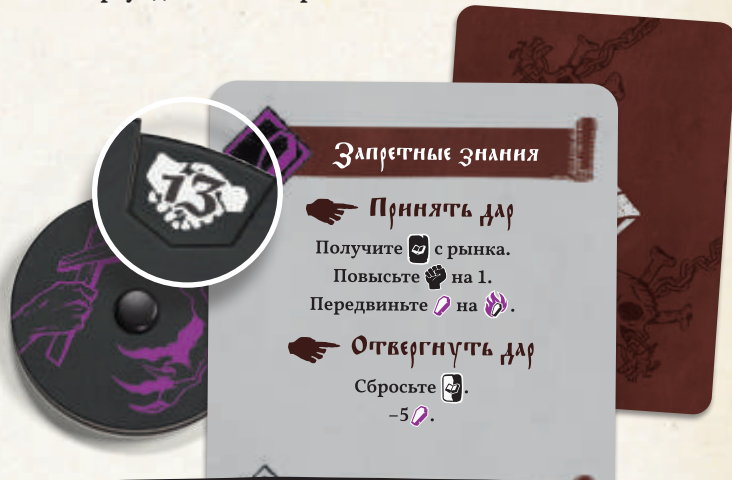 13
Запретные знания
Принять дар
Получите с рынка.
Повысьте на 1.
Передвиньте на .
Отвергнуть дар
Сбросьте .
–5 .